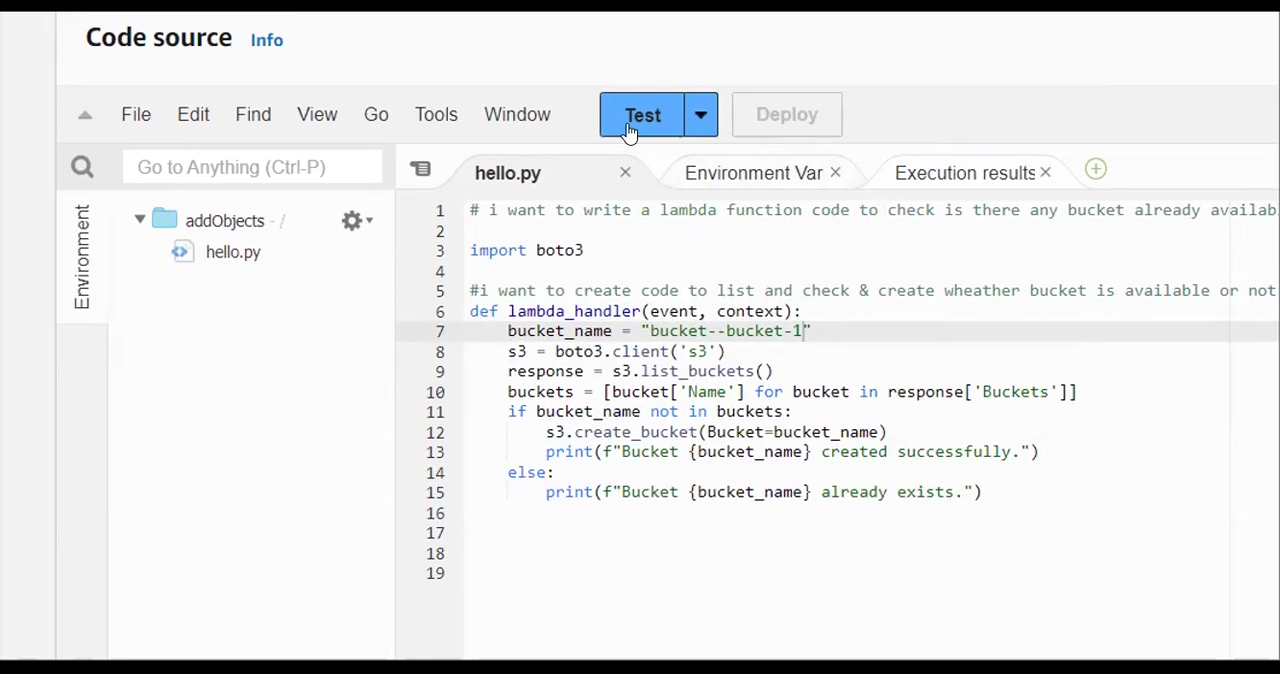 Code source Info
File Edit Find View Go Tools Window Test Deploy
Go to Anything (Ctrl-P) hello.py Environment Var Execution results
Environment
addObjects - /
hello.py
1 # i want to write a lambda function code to check is there any bucket already availab
2
3 import boto3
4
5 #i want to create code to list and check & create wheather bucket is available or not
6 def lambda_handler(event, context):
7 bucket_name = "bucket--bucket-1"
8 s3 = boto3.client('s3')
9 response = s3.list_buckets()
10 buckets = [bucket['Name'] for bucket in response['Buckets']]
11 if bucket_name not in buckets:
12 s3.create_bucket(Bucket=bucket_name)
13 print(f"Bucket {bucket_name} created successfully.")
14 else:
15 print(f"Bucket {bucket_name} already exists.")
16
17
18
19